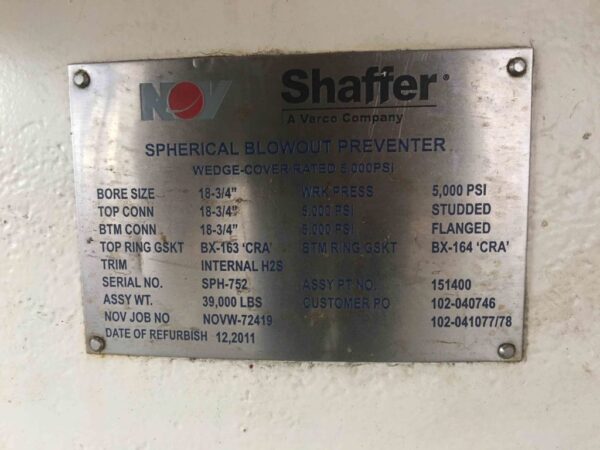 NOV Shaffer®
A Varco Company
SPHERICAL BLOWOUT PREVENTER
WEDGE-COVER RATED 5,000PSI
BORE SIZE 18-3/4" WRK PRESS 5,000 PSI
TOP CONN 18-3/4" 5,000 PSI STUDDED
BTM CONN 18-3/4" 5,000 PSI FLANGED
TOP RING GSKT BX-163 'CRA' BTM RING GSKT BX-164 'CRA'
TRIM INTERNAL H2S
SERIAL NO. SPH-752 ASSY PT NO. 151400
ASSY WT. 39,000 LBS CUSTOMER PO 102-040746
NOV JOB NO NOVW-72419 102-041077/78
DATE OF REFURBISH 12,2011